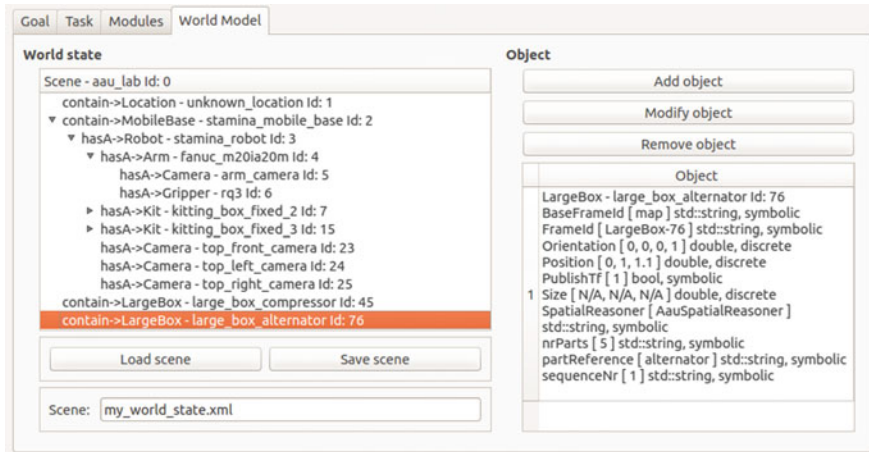 Goal Task Modules World Model
World state
Scene - aau_lab Id: 0
contain->Location - unknown_location Id: 1
contain->MobileBase - stamina_mobile_base Id: 2
hasA->Robot - stamina_robot Id: 3
hasA->Arm - fanuc_m20ia20m Id: 4
hasA->Camera - arm_camera Id: 5
hasA->Gripper - rq3 Id: 6
hasA->Kit - kitting_box_fixed_2 Id: 7
hasA->Kit - kitting_box_fixed_3 Id: 15
hasA->Camera - top_front_camera Id: 23
hasA->Camera - top_left_camera Id: 24
hasA->Camera - top_right_camera Id: 25
contain->LargeBox - large_box_compressor Id: 45
contain->LargeBox - large_box_alternator Id: 76
Load scene Save scene
Scene: my_world_state.xml
Object
Add object
Modify object
Remove object
Object
LargeBox - large_box_alternator Id: 76
BaseFrameId [ map ] std::string, symbolic
FrameId [ LargeBox-76 ] std::string, symbolic
Orientation [ 0, 0, 0, 1 ] double, discrete
Position [ 0, 1, 1.1 ] double, discrete
PublishTf [ 1 ] bool, symbolic
1 Size [ N/A, N/A, N/A ] double, discrete
SpatialReasoner [ AauSpatialReasoner ]
std::string, symbolic
nrParts [ 5 ] std::string, symbolic
partReference [ alternator ] std::string, symbolic
sequenceNr [ 1 ] std::string, symbolic